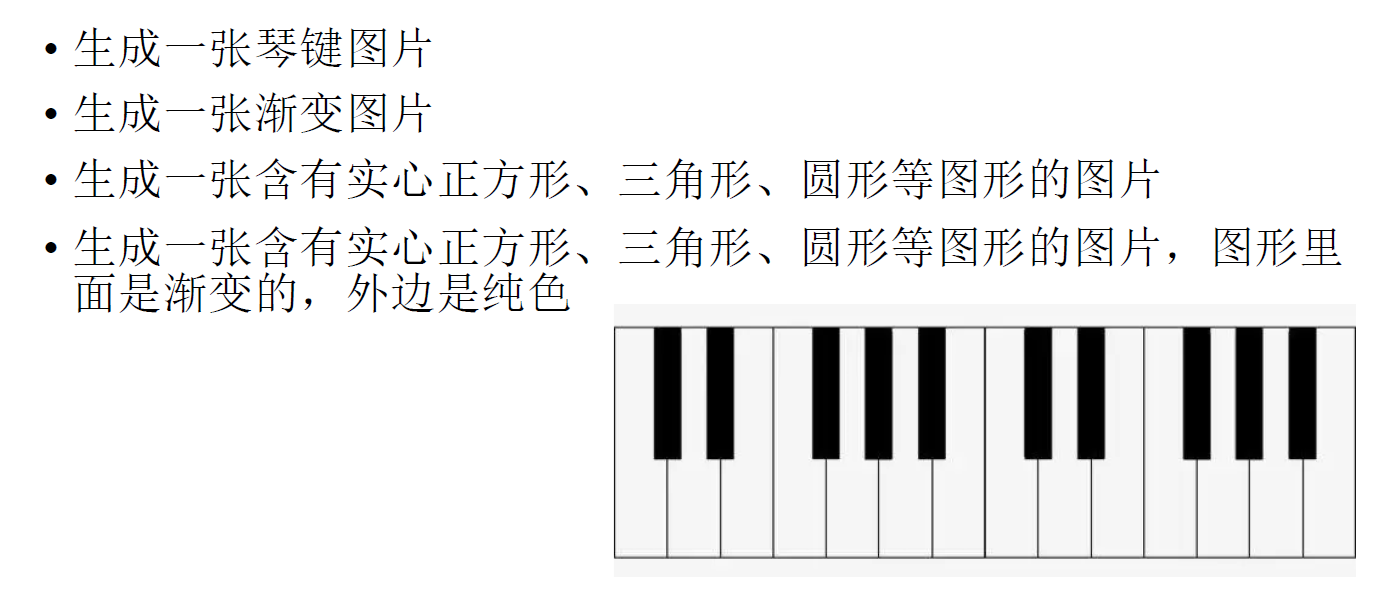 • 生成一张琴键图片
• 生成一张渐变图片
• 生成一张含有实心正方形、三角形、圆形等图形的图片
• 生成一张含有实心正方形、三角形、圆形等图形的图片，图形里
面是渐变的，外边是纯色